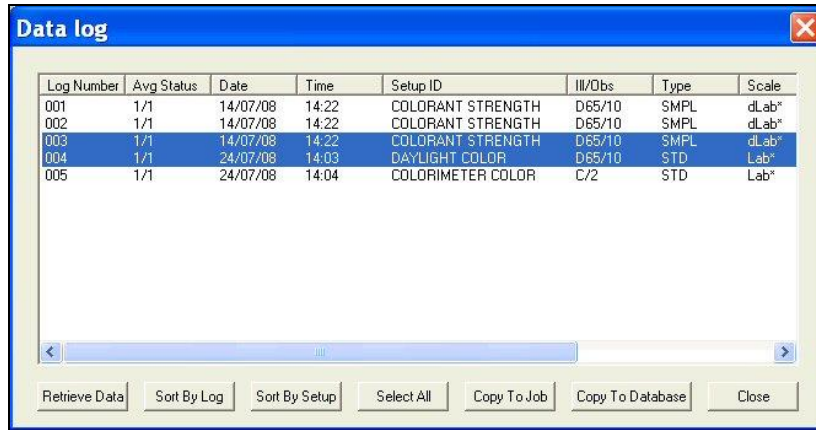 Data log
Log Number Avg Status Date Time Setup ID Ill/Obs Type Scale
001 1/1 14/07/08 14:22 COLORANT STRENGTH D65/10 SMPL dLab*
002 1/1 14/07/08 14:22 COLORANT STRENGTH D65/10 SMPL dLab*
003 1/1 14/07/08 14:22 COLORANT STRENGTH D65/10 SMPL dLab*
004 1/1 24/07/08 14:03 DAYLIGHT COLOR D65/10 STD Lab*
005 1/1 24/07/08 14:04 COLORIMETER COLOR C/2 STD Lab*
Retrieve Data Sort By Log Sort By Setup Select All Copy To Job Copy To Database Close